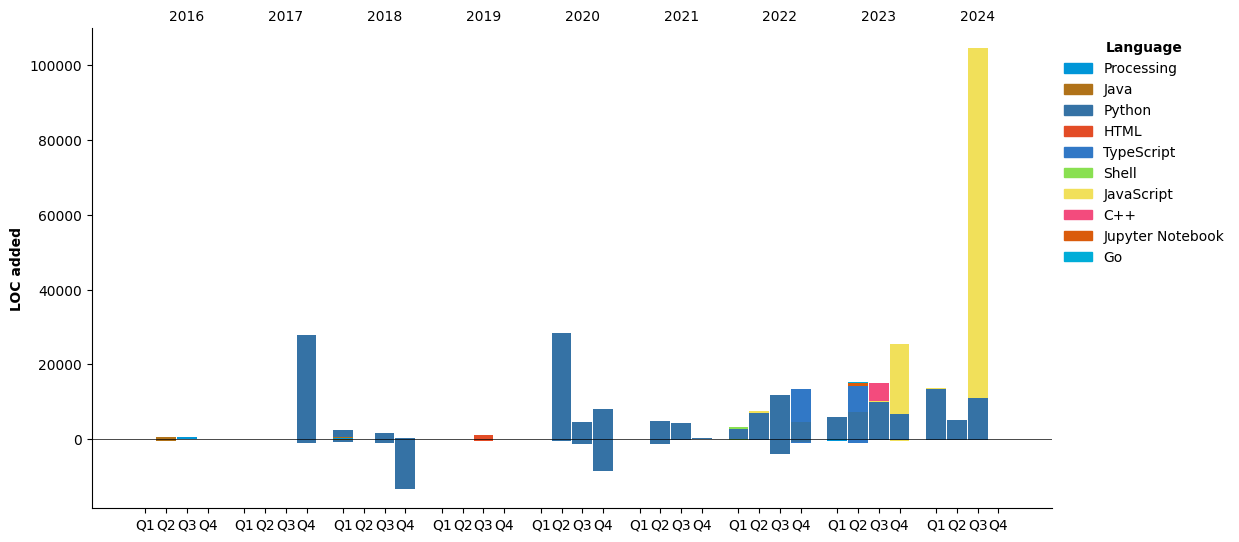 2016 2017 2018 2019 2020 2021 2022 2023 2024
Language
Processing
Java
Python
HTML
TypeScript
Shell
JavaScript
C++
Jupyter Notebook
Go
LOC added
100000
80000
60000
40000
20000
0
Q1 Q2 Q3 Q4 Q1 Q2 Q3 Q4 Q1 Q2 Q3 Q4 Q1 Q2 Q3 Q4 Q1 Q2 Q3 Q4 Q1 Q2 Q3 Q4 Q1 Q2 Q3 Q4 Q1 Q2 Q3 Q4 Q1 Q2 Q3 Q4